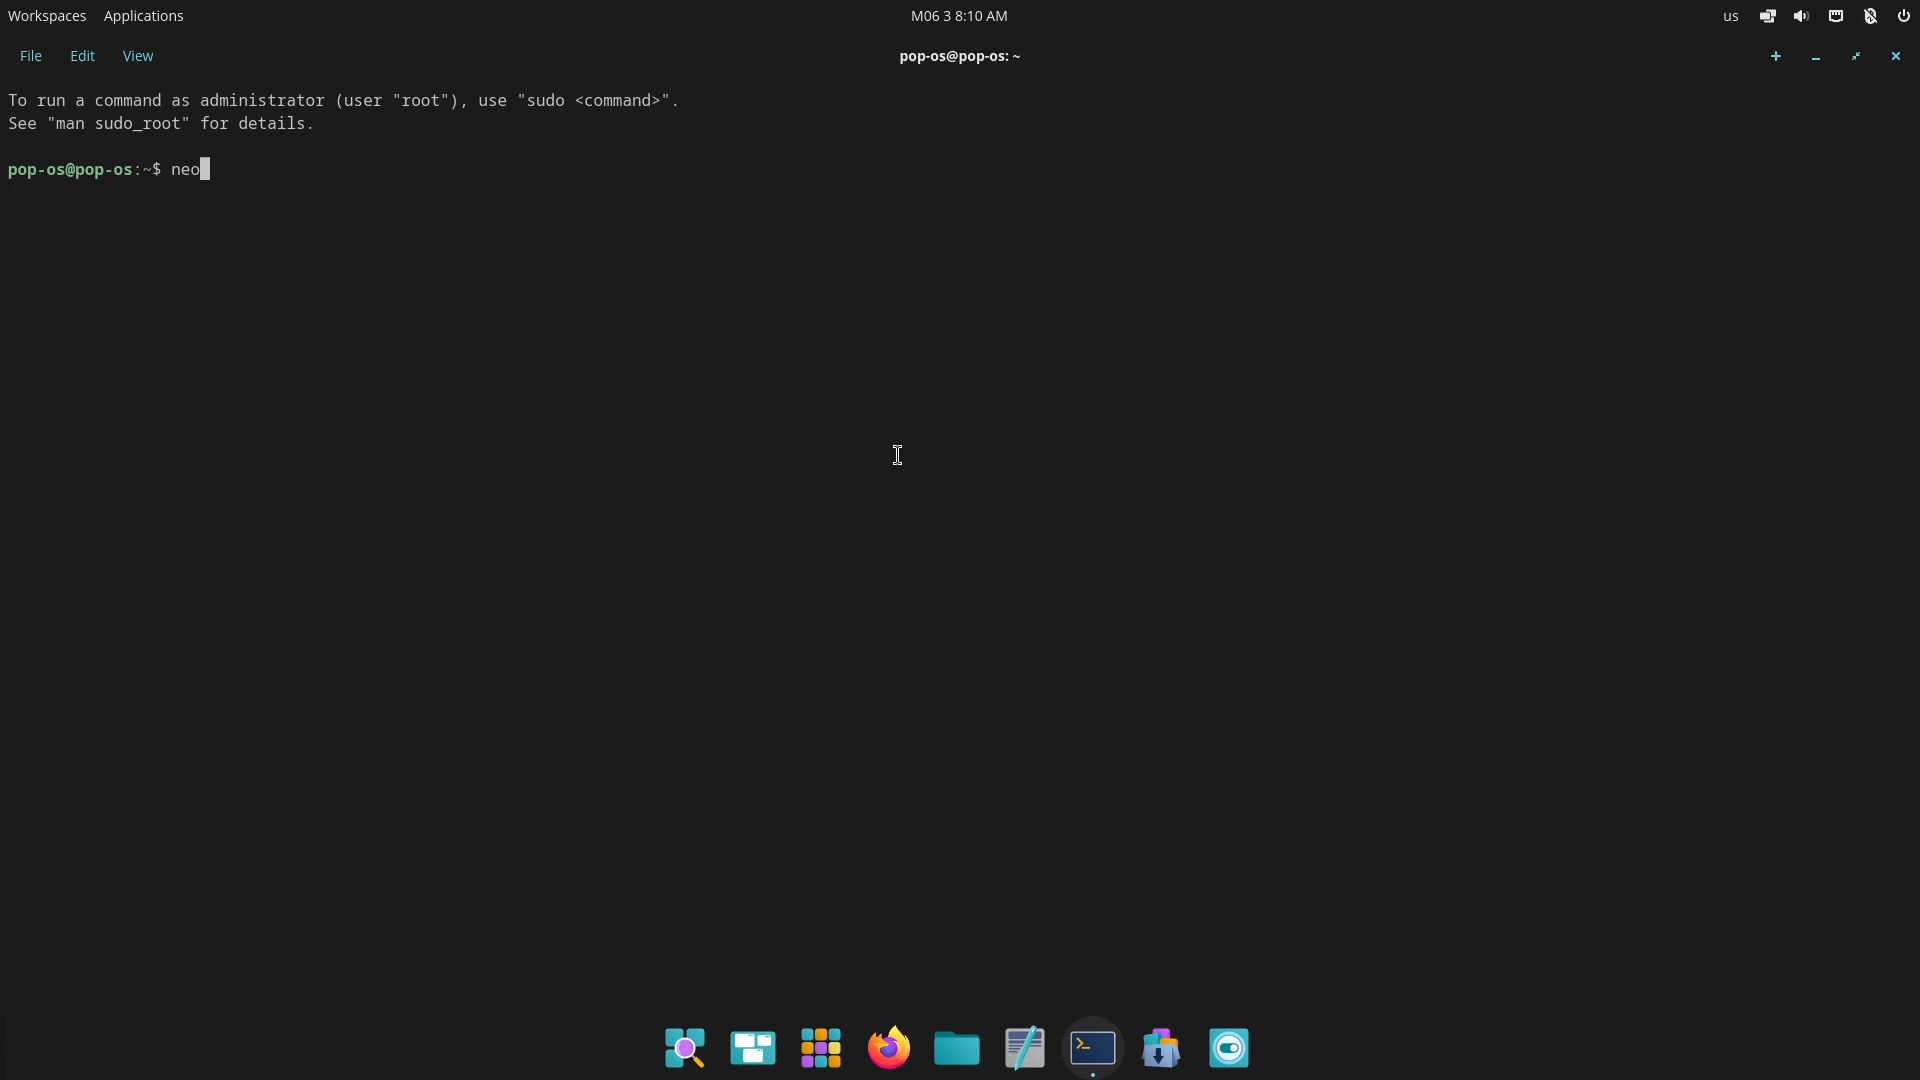 Workspaces Applications M06 3 8:10 AM us
File Edit View pop-os@pop-os: ~
To run a command as administrator (user "root"), use "sudo <command>".
See "man sudo_root" for details.
pop-os@pop-os:~$ neo